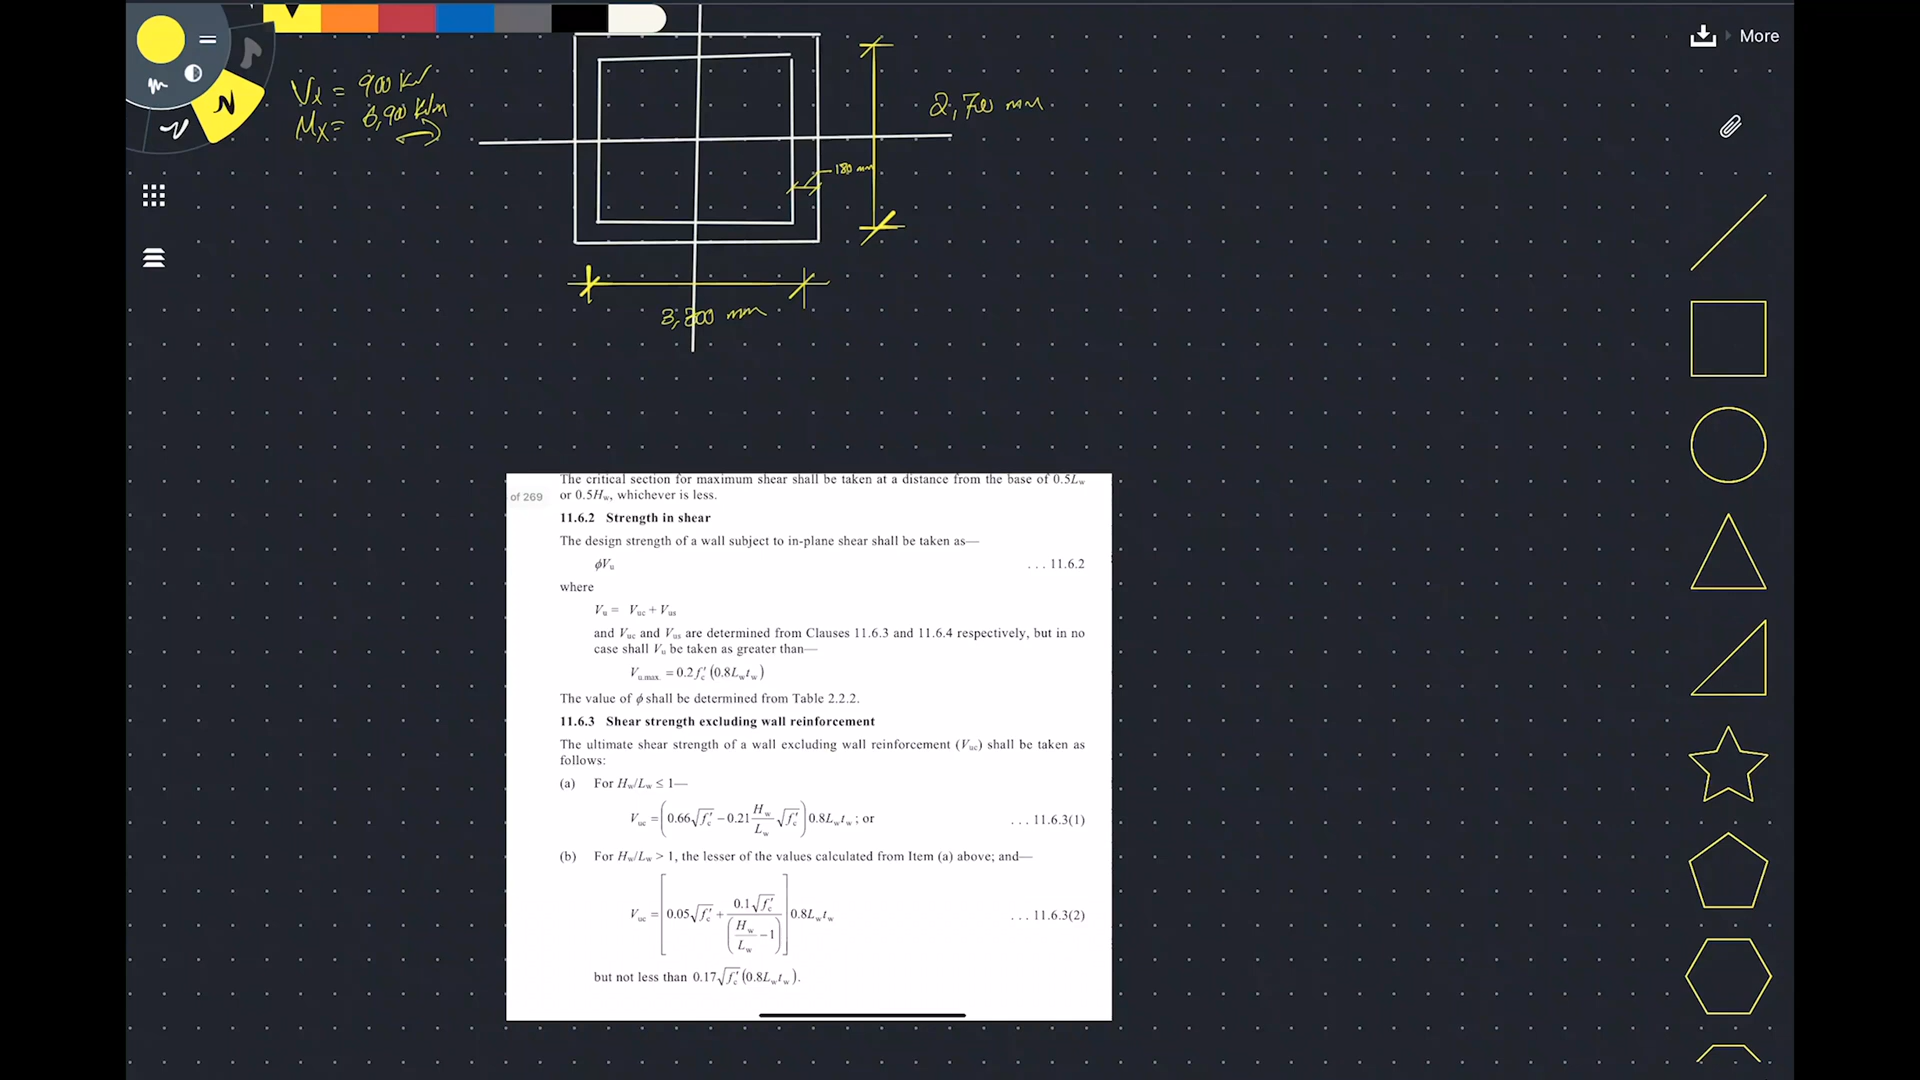 More
Vx = 900 KN
Mx = 8,900 KNm
2,700 mm
180 mm
3,200 mm
The critical section for maximum shear shall be taken at a distance from the base of 0.5Lw
of 269
or 0.5Hw, whichever is less.
11.6.2 Strength in shear
The design strength of a wall subject to in-plane shear shall be taken as—
ϕVu ... 11.6.2
where
Vu = Vuc + Vus
and Vuc and Vus are determined from Clauses 11.6.3 and 11.6.4 respectively, but in no
case shall Vu be taken as greater than—
Vu.max. = 0.2 f′c (0.8Lwtw)
The value of ϕ shall be determined from Table 2.2.2.
11.6.3 Shear strength excluding wall reinforcement
The ultimate shear strength of a wall excluding wall reinforcement (Vuc) shall be taken as
follows:
(a) For Hw/Lw ≤ 1—
Vuc = (0.66√f′c − 0.21 Hw/Lw √f′c) 0.8Lwtw ; or ... 11.6.3(1)
(b) For Hw/Lw > 1, the lesser of the values calculated from Item (a) above; and—
Vuc = [0.05√f′c + 0.1√f′c / (Hw/Lw − 1)] 0.8Lwtw ... 11.6.3(2)
but not less than 0.17√f′c (0.8Lwtw).